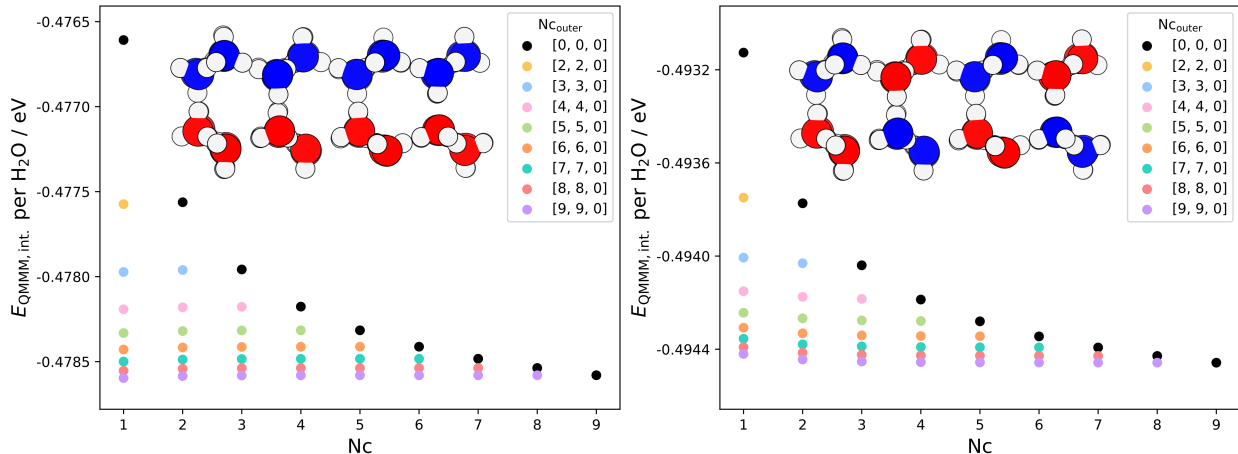 -0.4765
-0.4770
-0.4775
-0.4780
-0.4785
E_QMMM, int. per H₂O / eV
Nc_outer
[0, 0, 0]
[2, 2, 0]
[3, 3, 0]
[4, 4, 0]
[5, 5, 0]
[6, 6, 0]
[7, 7, 0]
[8, 8, 0]
[9, 9, 0]
1 2 3 4 5 6 7 8 9
Nc
-0.4932
-0.4936
-0.4940
-0.4944
E_QMMM, int. per H₂O / eV
Nc_outer
[0, 0, 0]
[2, 2, 0]
[3, 3, 0]
[4, 4, 0]
[5, 5, 0]
[6, 6, 0]
[7, 7, 0]
[8, 8, 0]
[9, 9, 0]
1 2 3 4 5 6 7 8 9
Nc